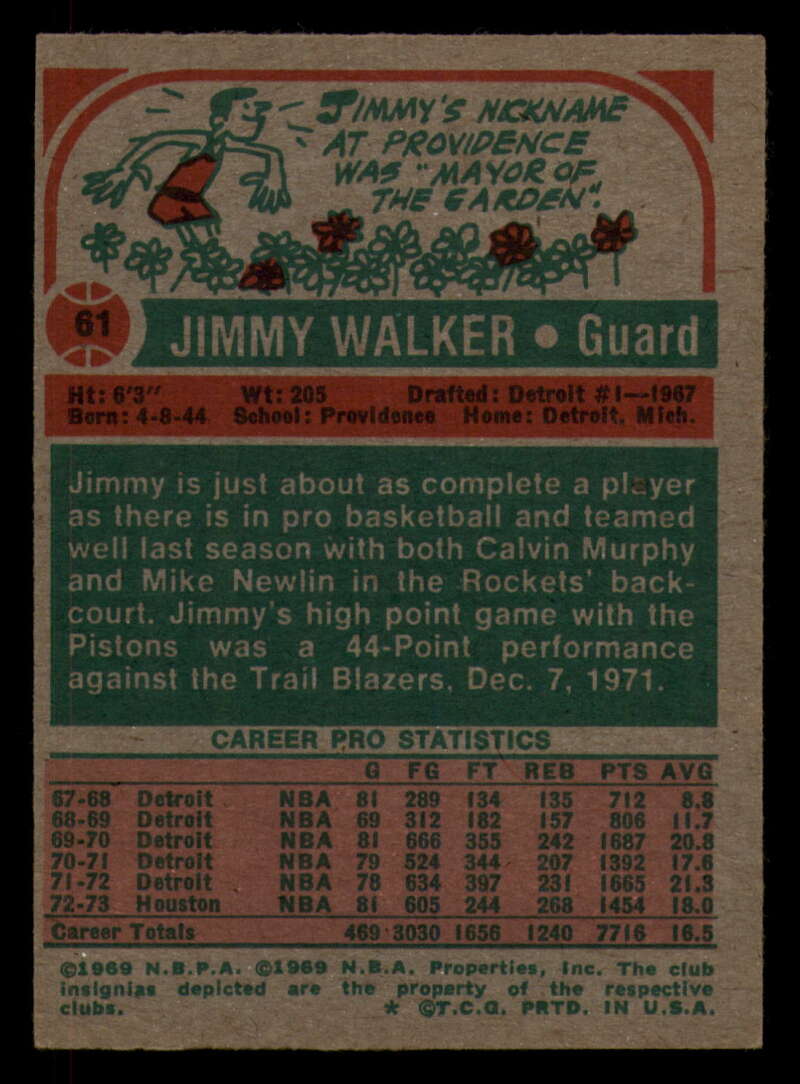 JIMMY'S NICKNAME
AT PROVIDENCE
WAS "MAYOR OF
THE GARDEN".
61
JIMMY WALKER • Guard
Ht: 6'3" Wt: 205 Drafted: Detroit #1—1967
Born: 4-8-44 School: Providence Home: Detroit, Mich.
Jimmy is just about as complete a player
as there is in pro basketball and teamed
well last season with both Calvin Murphy
and Mike Newlin in the Rockets' back-
court. Jimmy's high point game with the
Pistons was a 44-Point performance
against the Trail Blazers, Dec. 7, 1971.
CAREER PRO STATISTICS
G FG FT REB PTS AVG
67-68 Detroit NBA 81 289 134 135 712 8.8
68-69 Detroit NBA 69 312 182 157 806 11.7
69-70 Detroit NBA 81 666 355 242 1687 20.8
70-71 Detroit NBA 79 524 344 207 1392 17.6
71-72 Detroit NBA 78 634 397 231 1665 21.3
72-73 Houston NBA 81 605 244 268 1454 18.0
Career Totals 469 3030 1656 1240 7716 16.5
©1969 N.B.P.A. ©1969 N.B.A. Properties, Inc. The club
insignias depicted are the property of the respective
clubs. * ©T.C.G. PRTD. IN U.S.A.